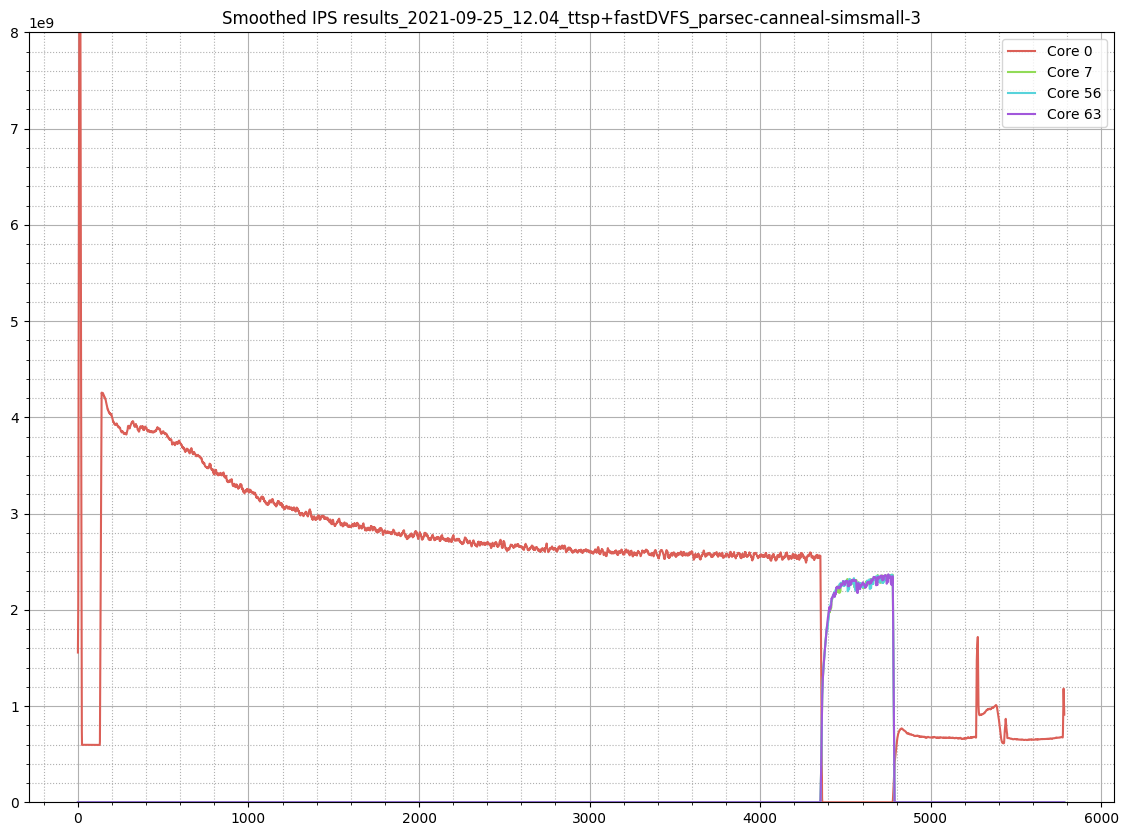 Smoothed IPS results_2021-09-25_12.04_ttsp+fastDVFS_parsec-canneal-simsmall-3
1e9
8
7
6
5
4
3
2
1
0
Core 0
Core 7
Core 56
Core 63
0 1000 2000 3000 4000 5000 6000